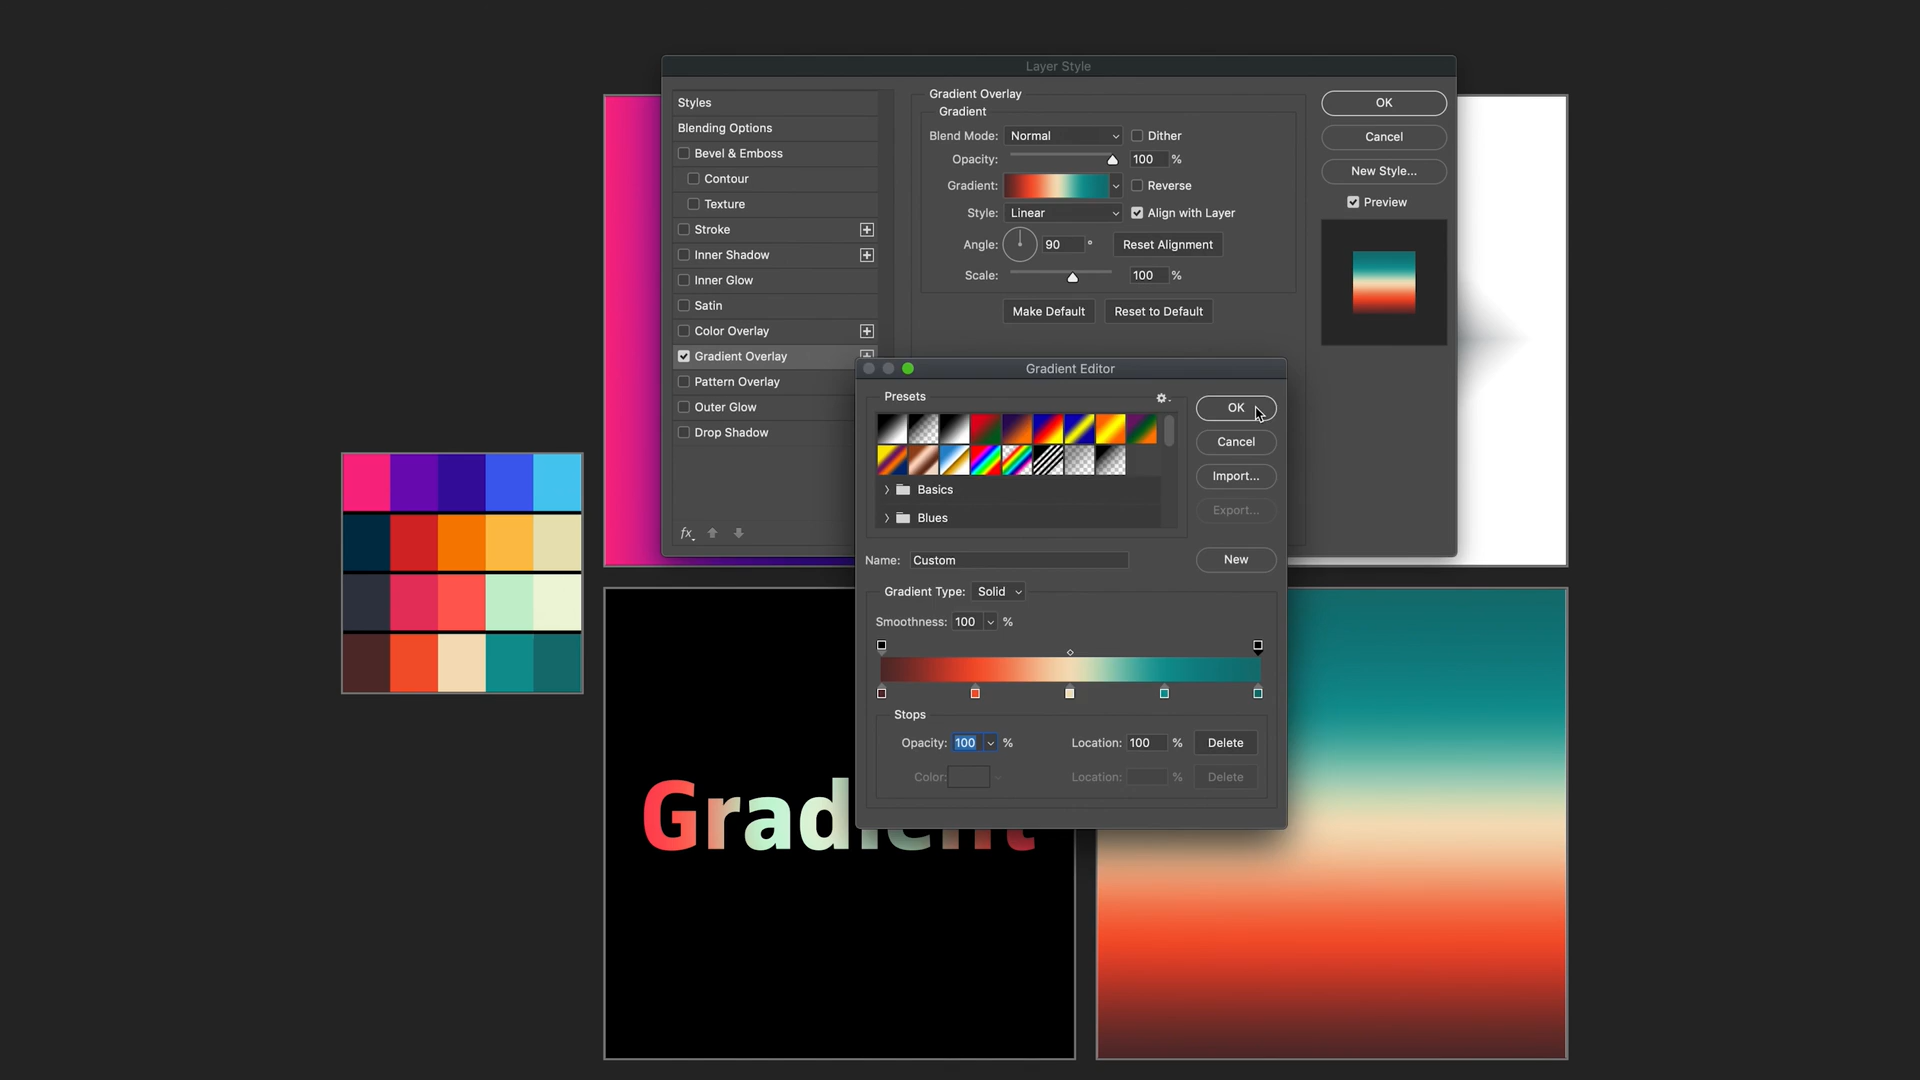 Layer Style
Styles
Blending Options
Bevel & Emboss
Contour
Texture
Stroke
Inner Shadow
Inner Glow
Satin
Color Overlay
Gradient Overlay
Pattern Overlay
Outer Glow
Drop Shadow
fx
Gradient Overlay
Gradient
Blend Mode: Normal Dither
Opacity: 100 %
Gradient: Reverse
Style: Linear Align with Layer
Angle: 90 ° Reset Alignment
Scale: 100 %
Make Default Reset to Default
OK
Cancel
New Style...
Preview
Gradient Editor
Presets
Basics
Blues
OK
Cancel
Import...
Export...
Name: Custom New
Gradient Type: Solid
Smoothness: 100 %
Stops
Opacity: 100 % Location: 100 % Delete
Color: Location: % Delete
Gradient